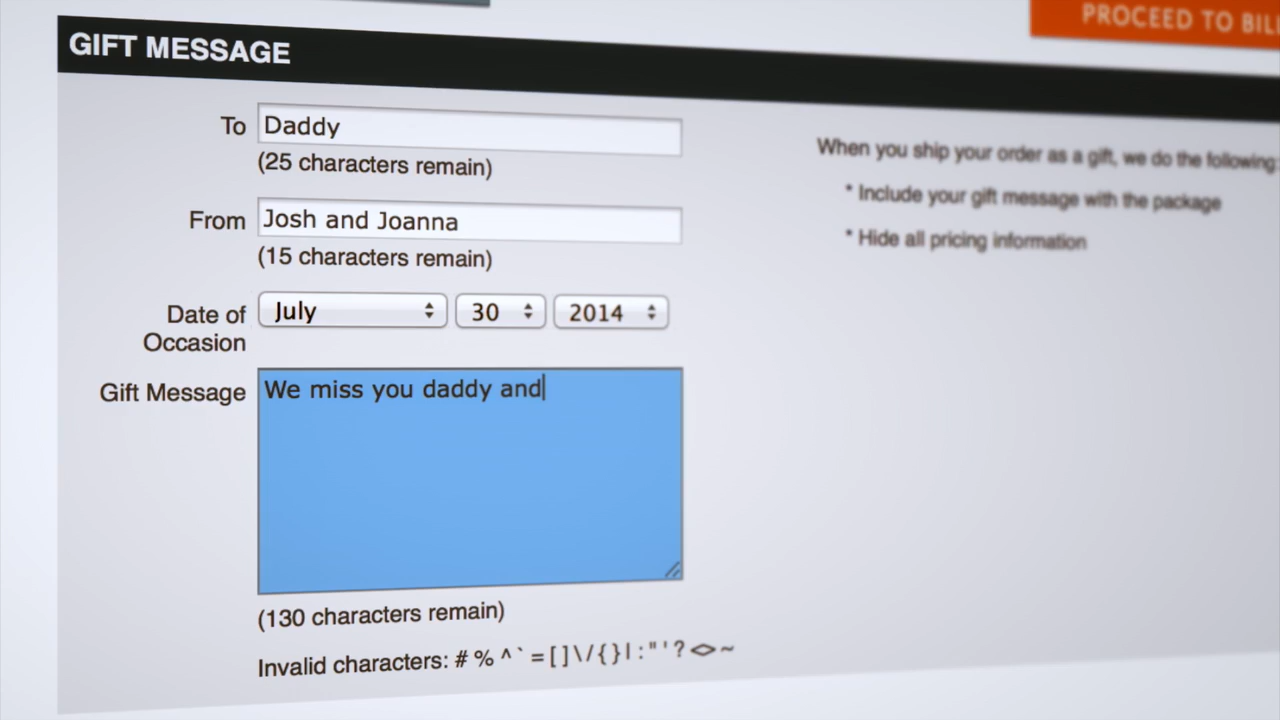 PROCEED TO
GIFT MESSAGE
To Daddy
(25 characters remain)
From Josh and Joanna
(15 characters remain)
Date of Occasion July 30 2014
Gift Message We miss you daddy and
(130 characters remain)
Invalid characters: # % ^ ` = [ ] \ / { } | : " ' ? < > ~
When you ship your order as a gift, we do the following:
* Include your gift message with the package
* Hide all pricing information